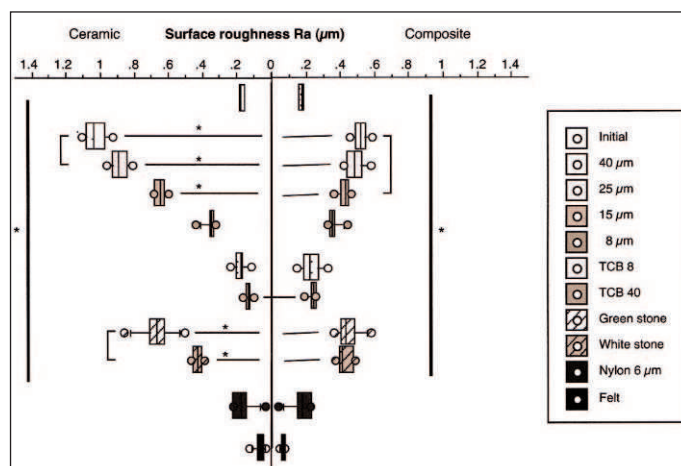 Ceramic Surface roughness Ra (µm) Composite
1.4 1.2 1 .8 .6 .4 .2 0 .2 .4 .6 .8 1 1.2 1.4
*
*
*
*
*
*
*
Initial
40 µm
25 µm
15 µm
8 µm
TCB 8
TCB 40
Green stone
White stone
Nylon 6 µm
Felt